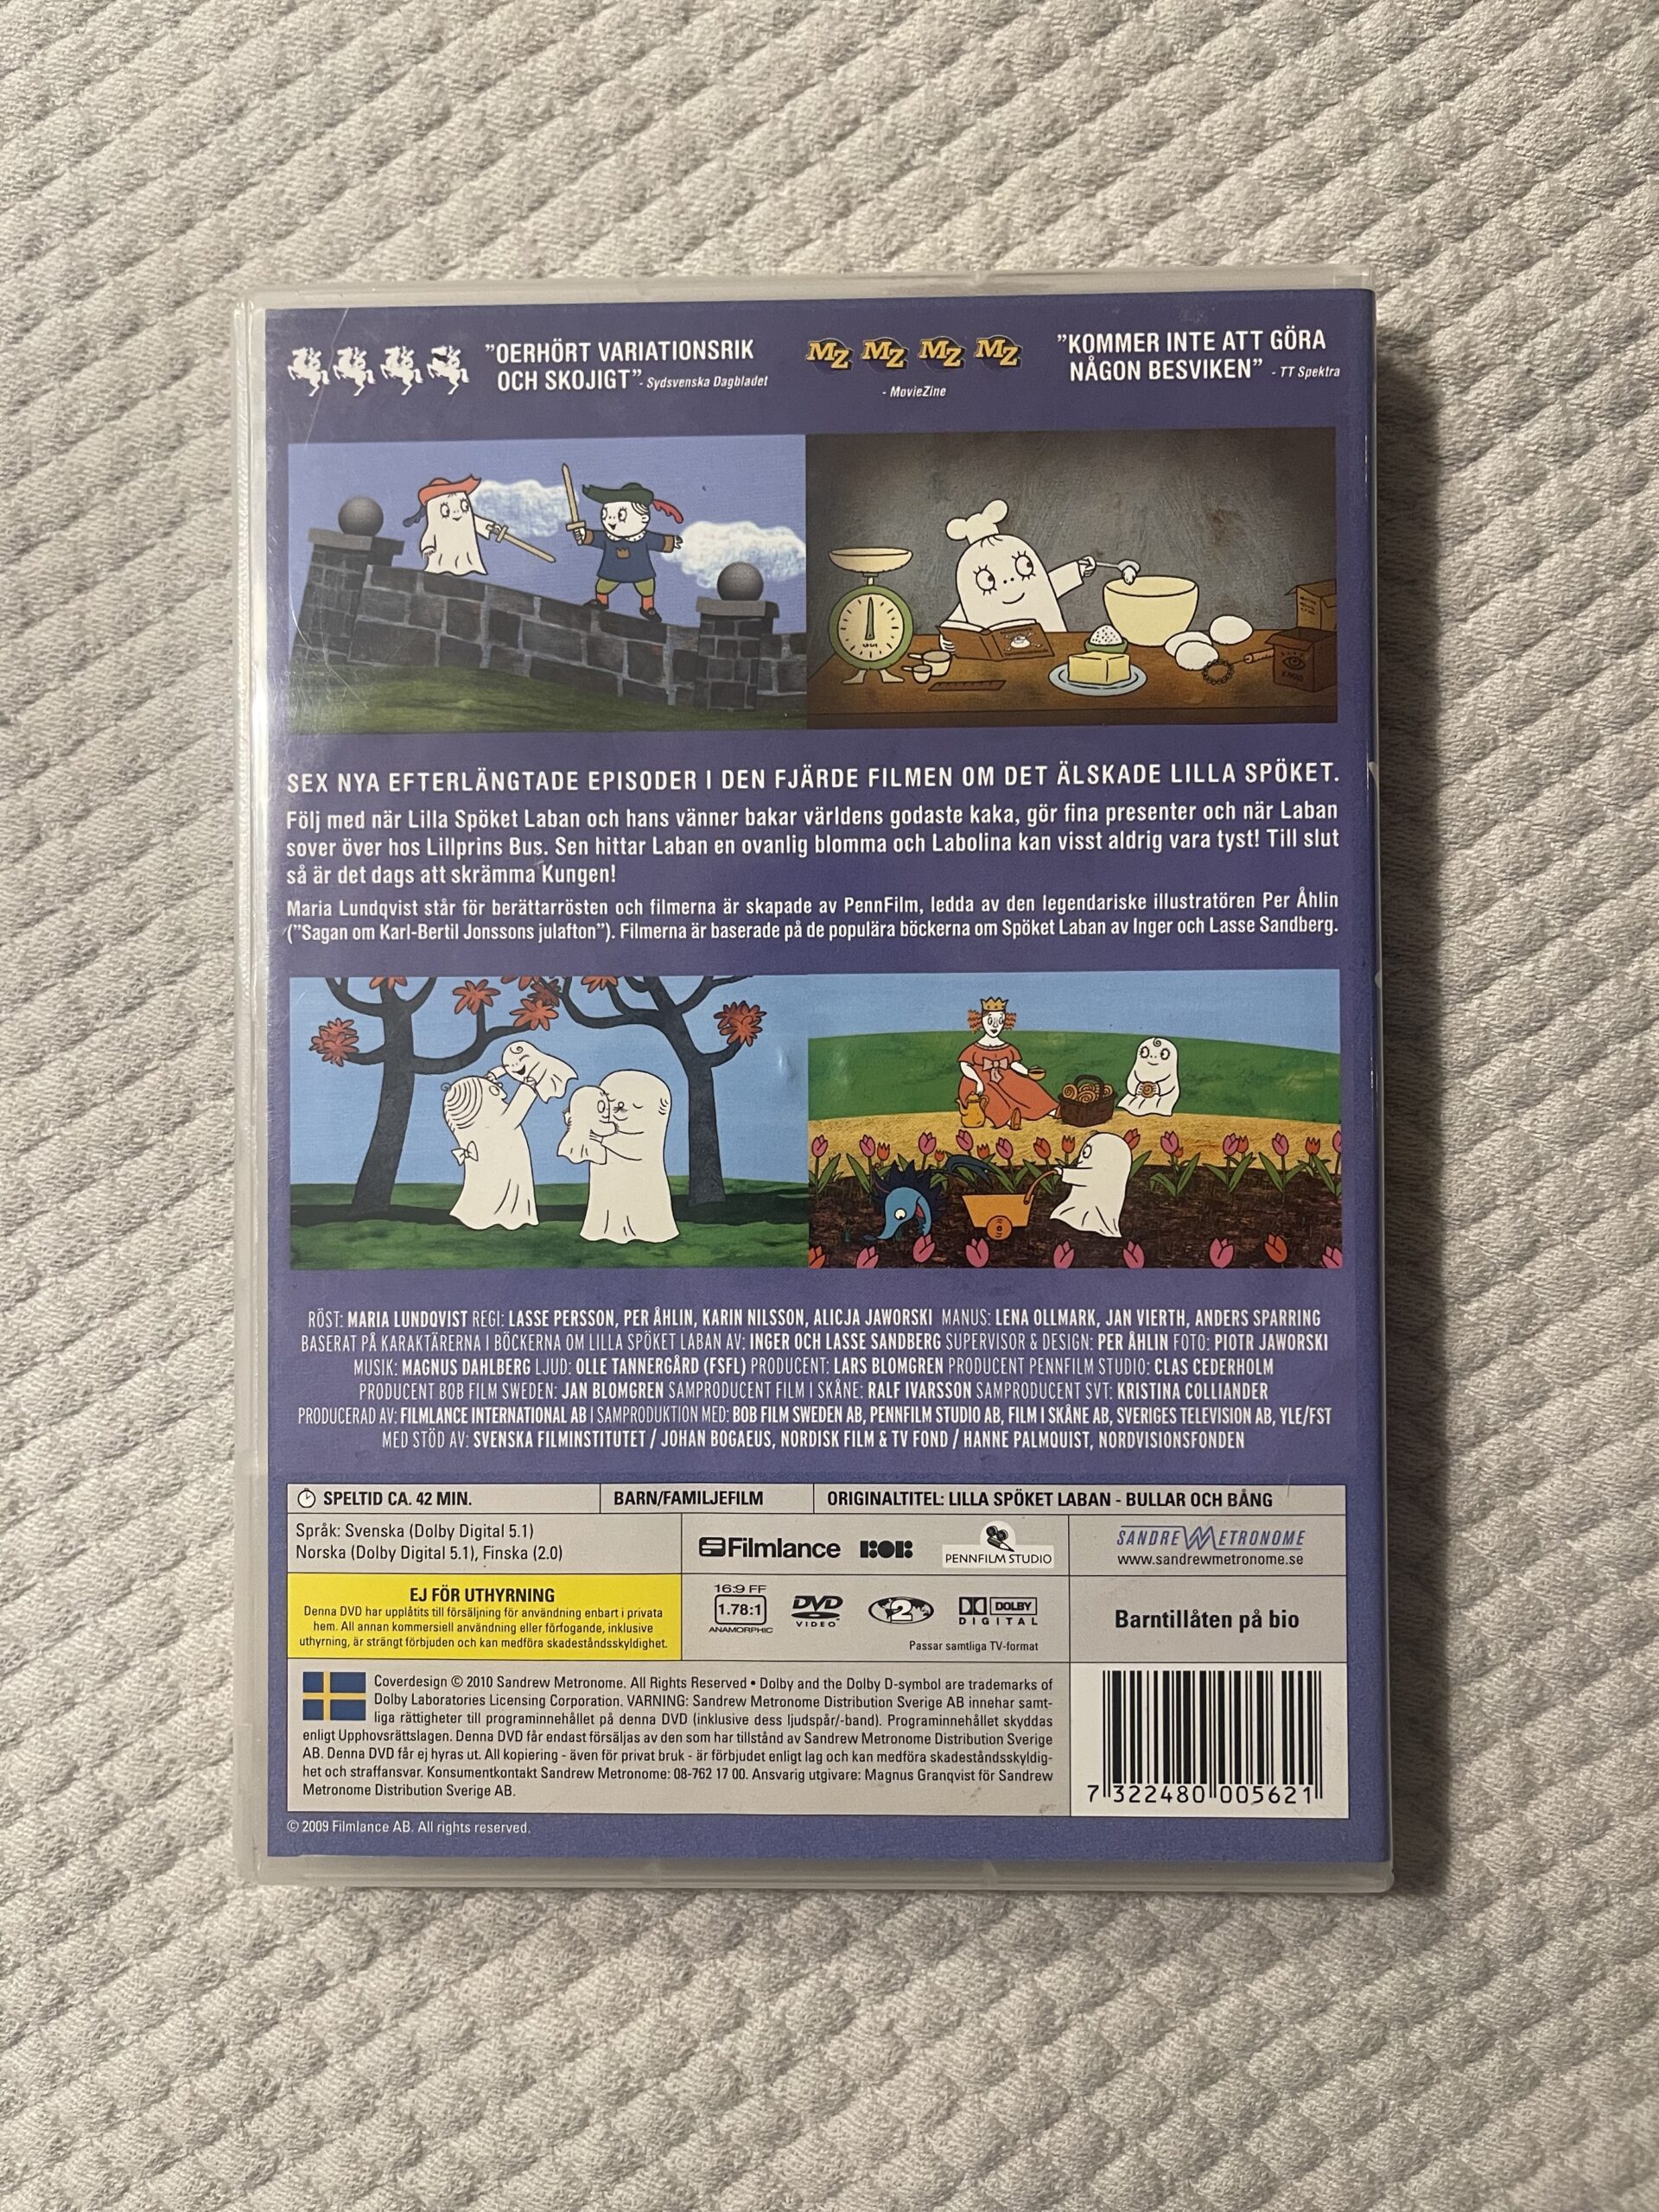 "OERHÖRT VARIATIONSRIK
OCH SKOJIGT" - Sydsvenska Dagbladet
MZ MZ MZ MZ
- MovieZine
"KOMMER INTE ATT GÖRA
NÅGON BESVIKEN" - TT Spektra
SEX NYA EFTERLÄNGTADE EPISODER I DEN FJÄRDE FILMEN OM DET ÄLSKADE LILLA SPÖKET.
Följ med när Lilla Spöket Laban och hans vänner bakar världens godaste kaka, gör fina presenter och när Laban
sover över hos Lillprins Bus. Sen hittar Laban en ovanlig blomma och Labolina kan visst aldrig vara tyst! Till slut
så är det dags att skrämma Kungen!
Maria Lundqvist står för berättarrösten och filmerna är skapade av PennFilm, ledda av den legendariske illustratören Per Åhlin
("Sagan om Karl-Bertil Jonssons julafton"). Filmerna är baserade på de populära böckerna om Spöket Laban av Inger och Lasse Sandberg.
RÖST: MARIA LUNDQVIST REGI: LASSE PERSSON, PER ÅHLIN, KARIN NILSSON, ALICJA JAWORSKI MANUS: LENA OLLMARK, JAN VIERTH, ANDERS SPARRING
BASERAT PÅ KARAKTÄRERNA I BÖCKERNA OM LILLA SPÖKET LABAN AV: INGER OCH LASSE SANDBERG SUPERVISOR & DESIGN: PER ÅHLIN FOTO: PIOTR JAWORSKI
MUSIK: MAGNUS DAHLBERG LJUD: OLLE TANNERGÅRD (FSFL) PRODUCENT: LARS BLOMGREN PRODUCENT PENNFILM STUDIO: CLAS CEDERHOLM
PRODUCENT BOB FILM SWEDEN: JAN BLOMGREN SAMPRODUCENT FILM I SKÅNE: RALF IVARSSON SAMPRODUCENT SVT: KRISTINA COLLIANDER
PRODUCERAD AV: FILMLANCE INTERNATIONAL AB I SAMPRODUKTION MED: BOB FILM SWEDEN AB, PENNFILM STUDIO AB, FILM I SKÅNE AB, SVERIGES TELEVISION AB, YLE/FST
MED STÖD AV: SVENSKA FILMINSTITUTET / JOHAN BOGAEUS, NORDISK FILM & TV FOND / HANNE PALMQUIST, NORDVISIONSFONDEN
SPELTID CA. 42 MIN.
BARN/FAMILJEFILM
ORIGINALTITEL: LILLA SPÖKET LABAN - BULLAR OCH BÅNG
Språk: Svenska (Dolby Digital 5.1)
Norska (Dolby Digital 5.1), Finska (2.0)
Filmlance
BOB
PENNFILM STUDIO
SANDREW METRONOME
www.sandrewmetronome.se
EJ FÖR UTHYRNING
Denna DVD har upplåtits till försäljning för användning enbart i privata
hem. All annan kommersiell användning eller förfogande, inklusive
uthyrning, är strängt förbjuden och kan medföra skadeståndsskyldighet.
16:9 FF
1.78:1
ANAMORPHIC
DVD
VIDEO
2
DOLBY
DIGITAL
Passar samtliga TV-format
Barntillåten på bio
Coverdesign © 2010 Sandrew Metronome. All Rights Reserved • Dolby and the Dolby D-symbol are trademarks of
Dolby Laboratories Licensing Corporation. VARNING: Sandrew Metronome Distribution Sverige AB innehar samt-
liga rättigheter till programinnehållet på denna DVD (inklusive dess ljudspår/-band). Programinnehållet skyddas
enligt Upphovsrättslagen. Denna DVD får endast försäljas av den som har tillstånd av Sandrew Metronome Distribution Sverige
AB. Denna DVD får ej hyras ut. All kopiering - även för privat bruk - är förbjudet enligt lag och kan medföra skadeståndsskyldig-
het och straffansvar. Konsumentkontakt Sandrew Metronome: 08-762 17 00. Ansvarig utgivare: Magnus Granqvist för Sandrew
Metronome Distribution Sverige AB.
7 322480 005621
© 2009 Filmlance AB. All rights reserved.